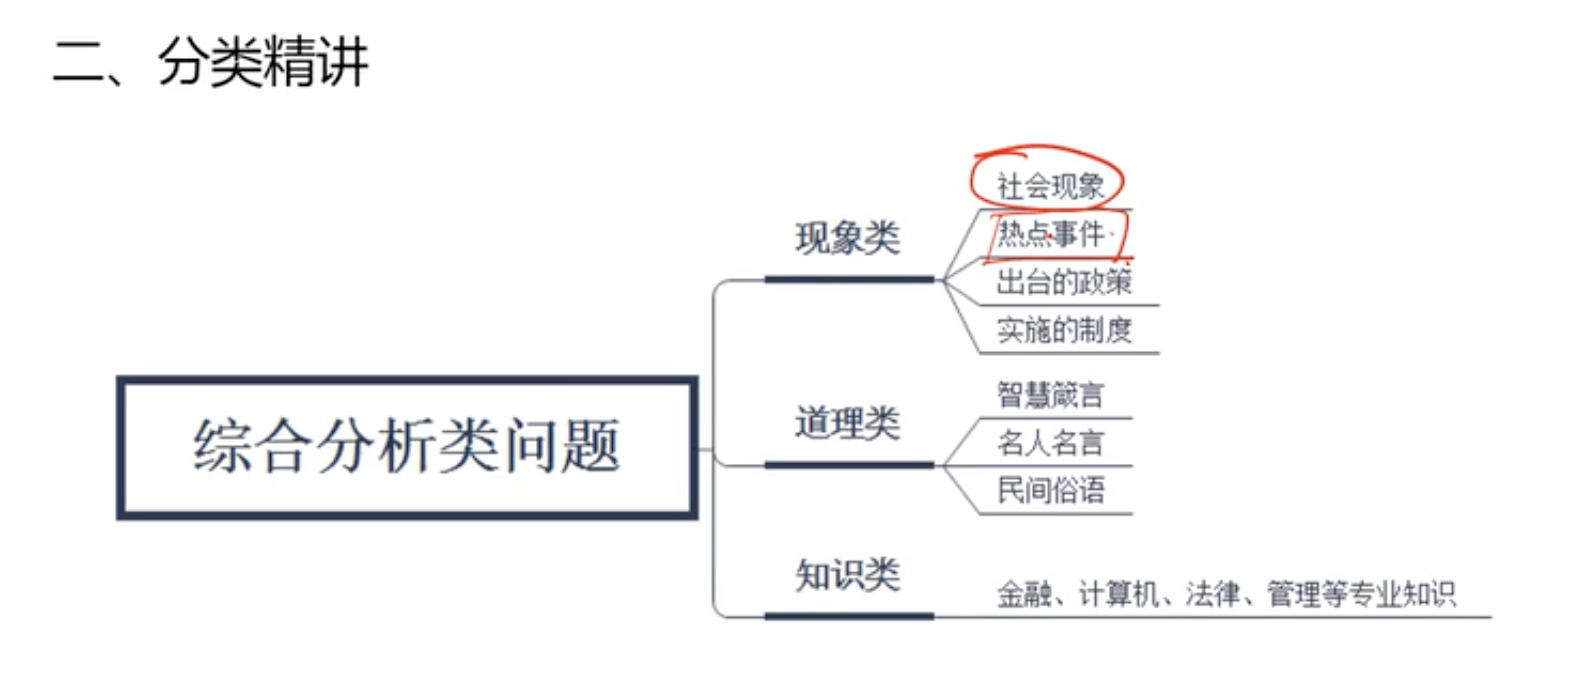 二、分类精讲
综合分析类问题
现象类
社会现象
热点事件
出台的政策
实施的制度
道理类
智慧箴言
名人名言
民间俗语
知识类
金融、计算机、法律、管理等专业知识